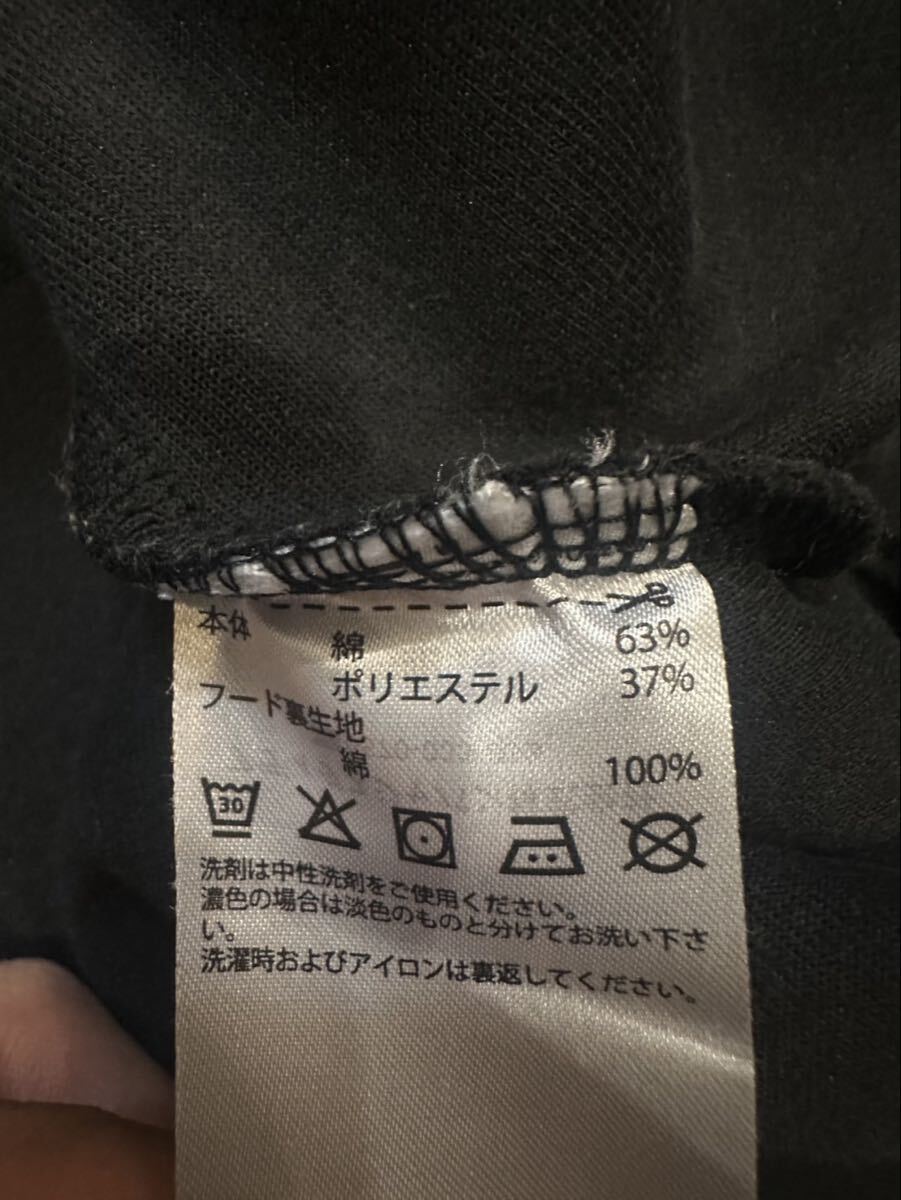 本体
綿 63%
ポリエステル 37%
フード裏生地
綿 100%
30
洗剤は中性洗剤をご使用ください。
濃色の場合は淡色のものと分けてお洗い下さ
い。
洗濯時およびアイロンは裏返してください。